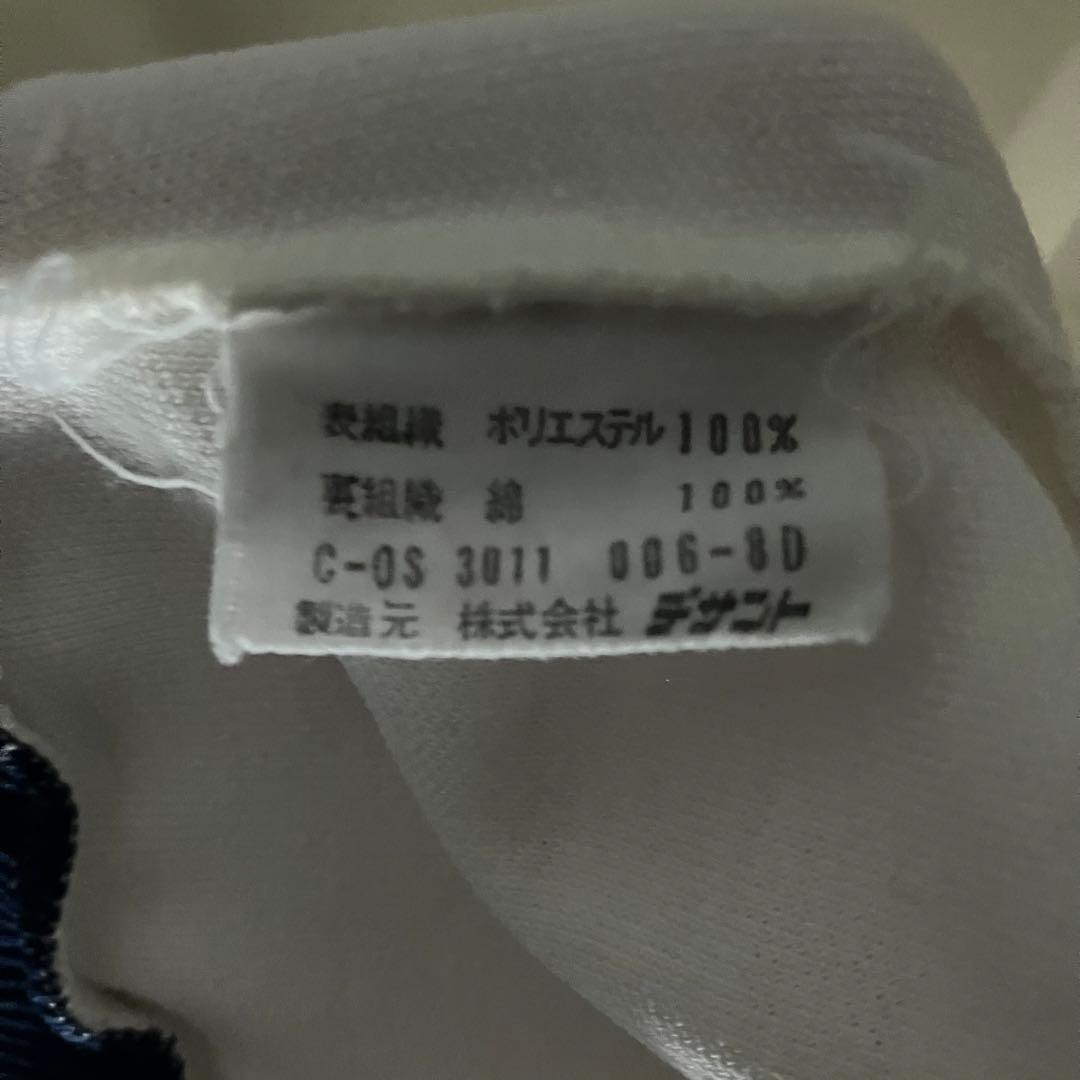 表組織 ポリエステル 100%
裏組織 綿 100%
C-OS 3011 006-8D
製造元 株式会社 デサント